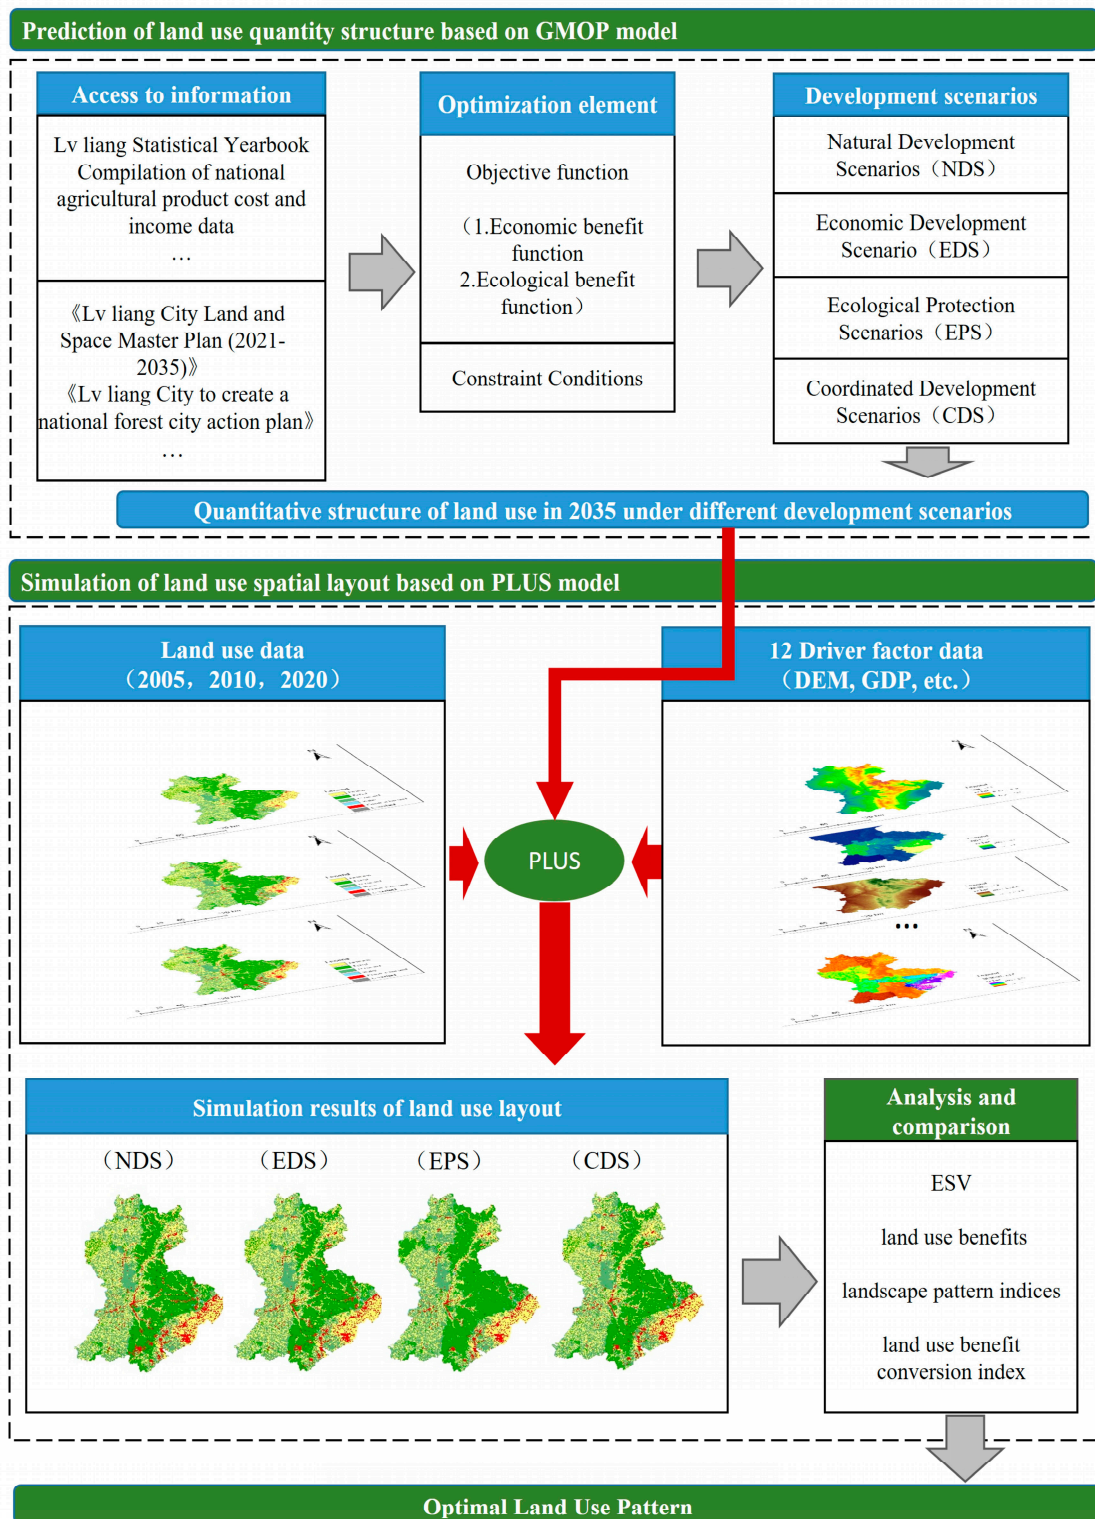 Prediction of land use quantity structure based on GMOP model
Access to information
Lv liang Statistical Yearbook
Compilation of national
agricultural product cost and
income data
…
《Lv liang City Land and
Space Master Plan (2021-
2035)》
《Lv liang City to create a
national forest city action plan》
…
Optimization element
Objective function
（1.Economic benefit
function
2.Ecological benefit
function）
Constraint Conditions
Development scenarios
Natural Development
Scenarios（NDS）
Economic Development
Scenario（EDS）
Ecological Protection
Scenarios（EPS）
Coordinated Development
Scenarios（CDS）
Quantitative structure of land use in 2035 under different development scenarios
Simulation of land use spatial layout based on PLUS model
Land use data
（2005，2010，2020）
12 Driver factor data
（DEM, GDP, etc.）
PLUS
...
Simulation results of land use layout
（NDS）
（EDS）
（EPS）
（CDS）
Analysis and
comparison
ESV
land use benefits
landscape pattern indices
land use benefit
conversion index
Optimal Land Use Pattern